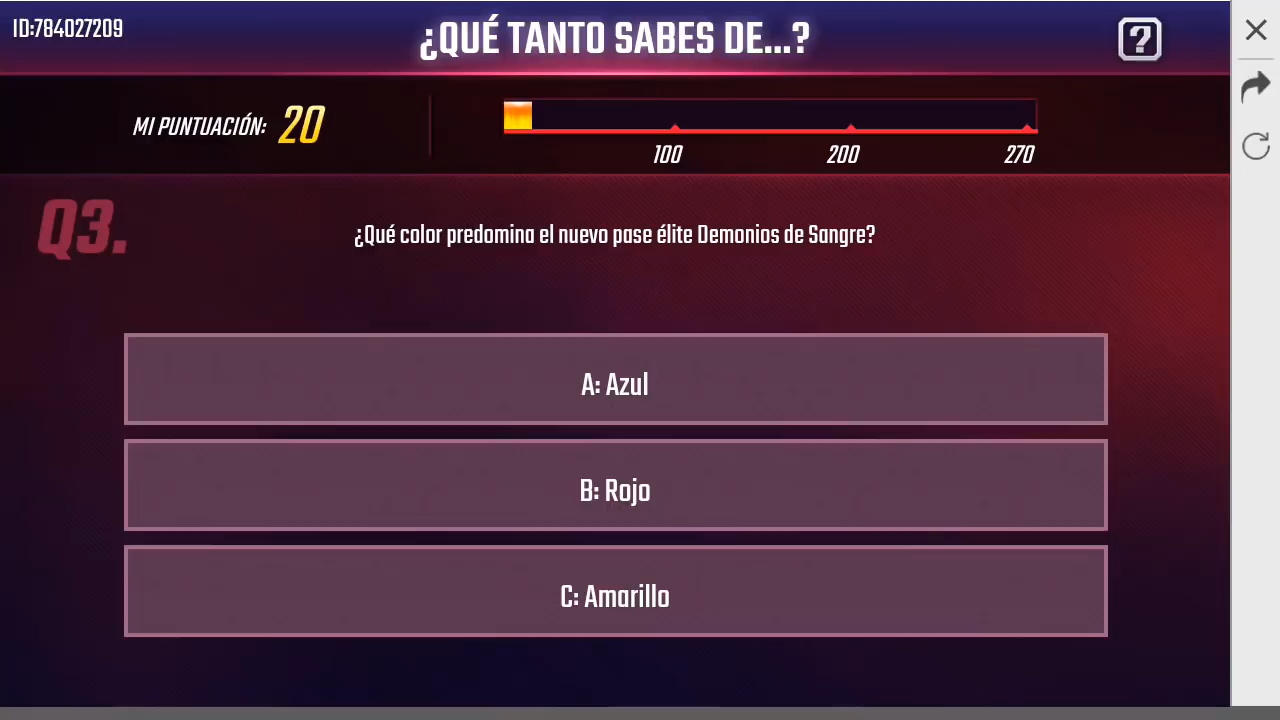 ID:784027209
¿QUÉ TANTO SABES DE...?
?
MI PUNTUACIÓN: 20
100 200 270
Q3.
¿Qué color predomina el nuevo pase élite Demonios de Sangre?
A: Azul
B: Rojo
C: Amarillo